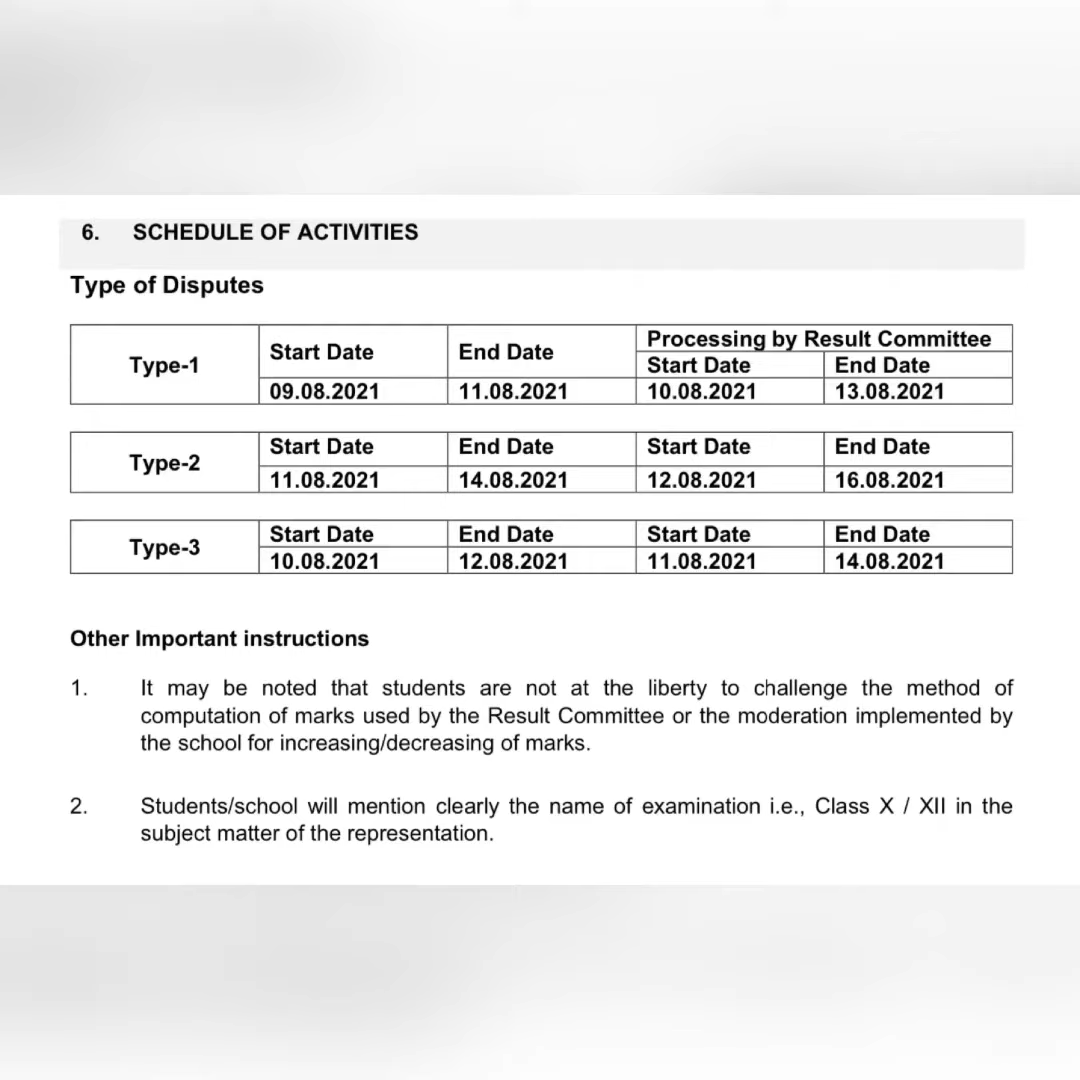 6. SCHEDULE OF ACTIVITIES
Type of Disputes
Type-1 Start Date End Date Processing by Result Committee
Start Date End Date
09.08.2021 11.08.2021 10.08.2021 13.08.2021
Type-2 Start Date End Date Start Date End Date
11.08.2021 14.08.2021 12.08.2021 16.08.2021
Type-3 Start Date End Date Start Date End Date
10.08.2021 12.08.2021 11.08.2021 14.08.2021
Other Important instructions
1. It may be noted that students are not at the liberty to challenge the method of
computation of marks used by the Result Committee or the moderation implemented by
the school for increasing/decreasing of marks.
2. Students/school will mention clearly the name of examination i.e., Class X / XII in the
subject matter of the representation.